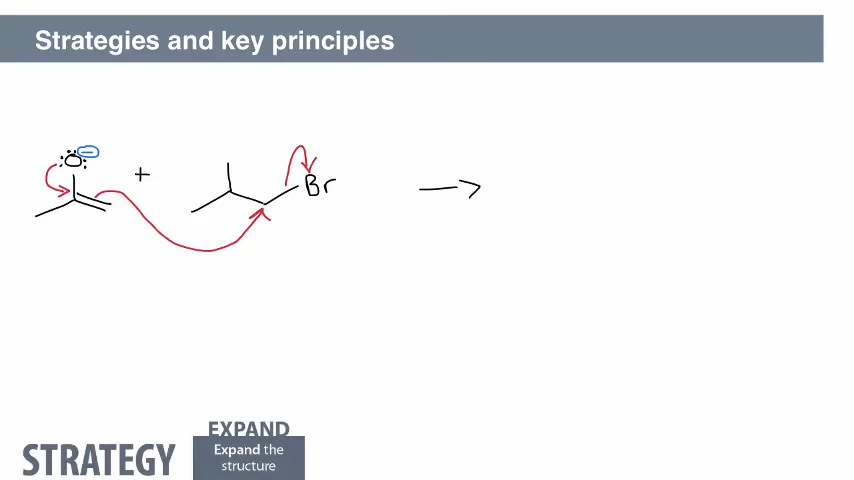 Strategies and key principles
:Ö: −
+
Br
→
EXPAND
STRATEGY
Expand the
structure